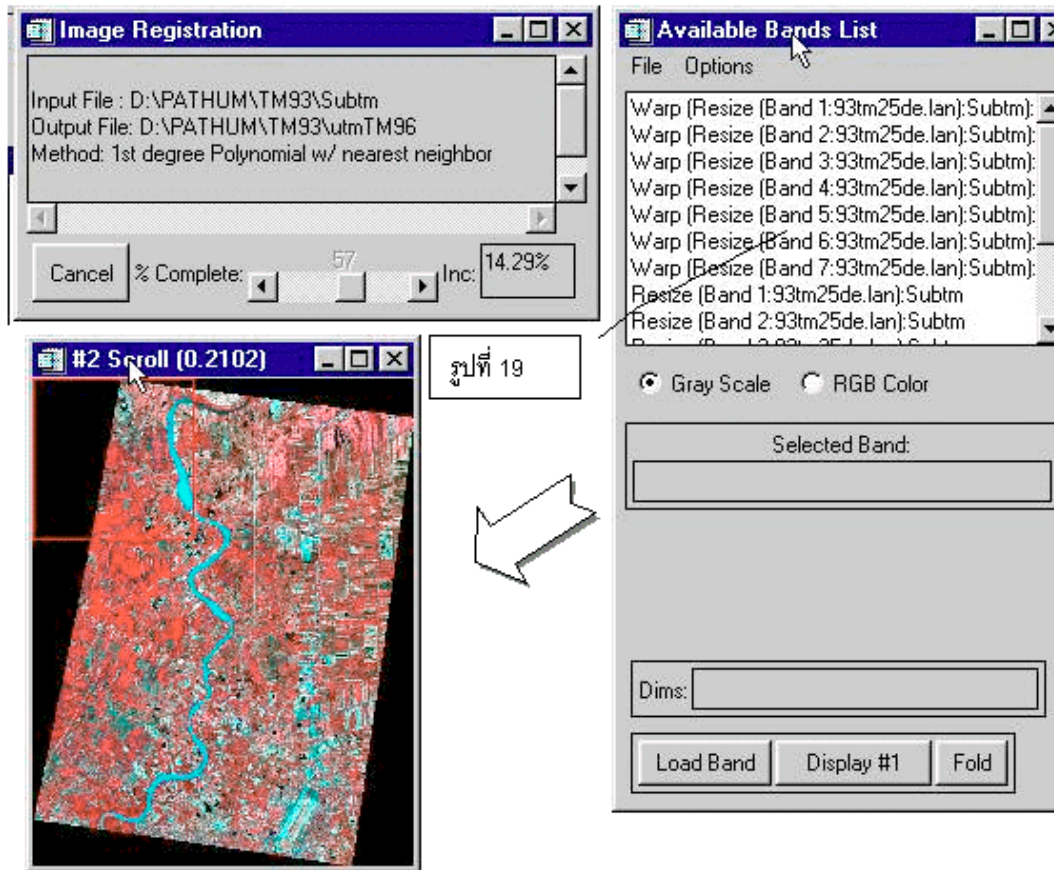 Image Registration
Input File : D:\PATHUM\TM93\Subtm
Output File: D:\PATHUM\TM93\utmTM96
Method: 1st degree Polynomial w/ nearest neighbor
Cancel
% Complete:
57
Inc:
14.29%
#2 Scroll (0.2102)
รูปที่ 19
Available Bands List
File Options
Warp (Resize (Band 1:93tm25de.lan):Subtm):
Warp (Resize (Band 2:93tm25de.lan):Subtm):
Warp (Resize (Band 3:93tm25de.lan):Subtm):
Warp (Resize (Band 4:93tm25de.lan):Subtm):
Warp (Resize (Band 5:93tm25de.lan):Subtm):
Warp (Resize (Band 6:93tm25de.lan):Subtm):
Warp (Resize (Band 7:93tm25de.lan):Subtm):
Resize (Band 1:93tm25de.lan):Subtm
Resize (Band 2:93tm25de.lan):Subtm
Gray Scale
RGB Color
Selected Band:
Dims:
Load Band
Display #1
Fold